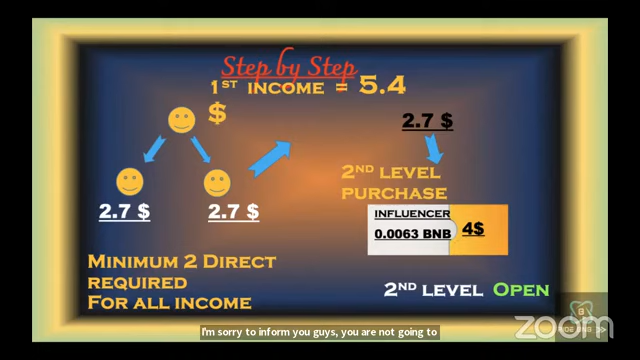 Step by Step
1ST INCOME = 5.4
$
2.7 $
2.7 $
2.7 $
2ND LEVEL
PURCHASE
INFLUENCER
0.0063 BNB
4$
MINIMUM 2 DIRECT
REQUIRED
FOR ALL INCOME
2ND LEVEL OPEN
zoom
I'm sorry to inform you guys, you are not going to